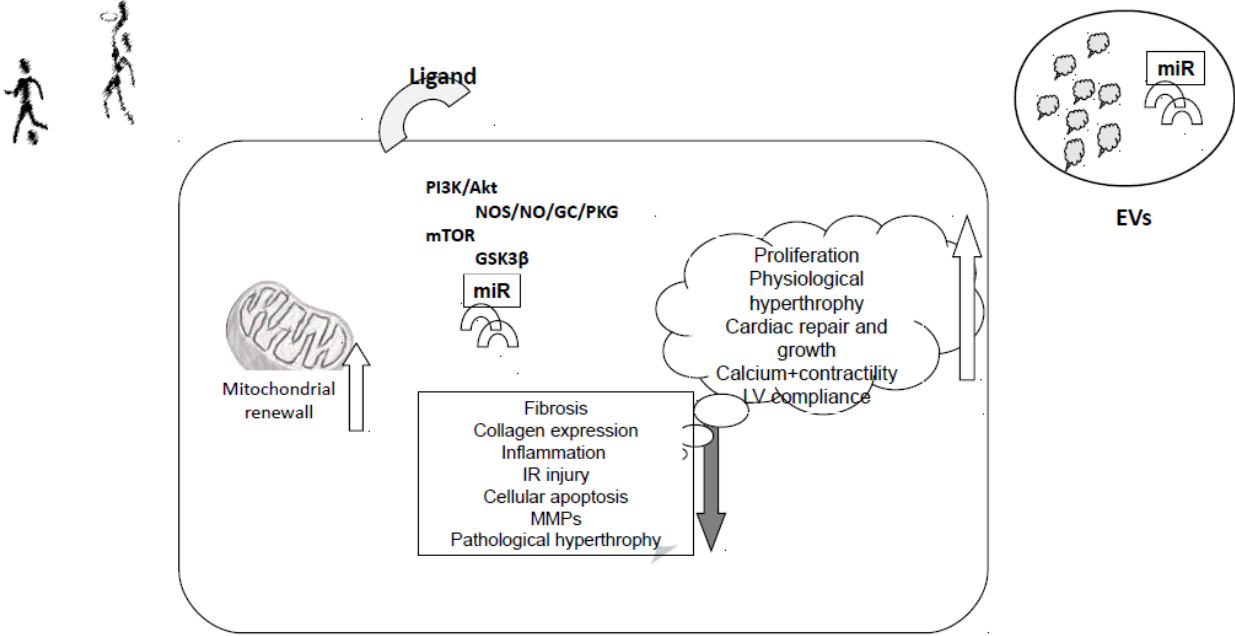 Ligand
miR
EVs
PI3K/Akt
NOS/NO/GC/PKG
mTOR
GSK3β
miR
Mitochondrial
renewall
Proliferation
Physiological
hyperthrophy
Cardiac repair and
growth
Calcium+contractility
LV compliance
Fibrosis
Collagen expression
Inflammation
IR injury
Cellular apoptosis
MMPs
Pathological hyperthrophy